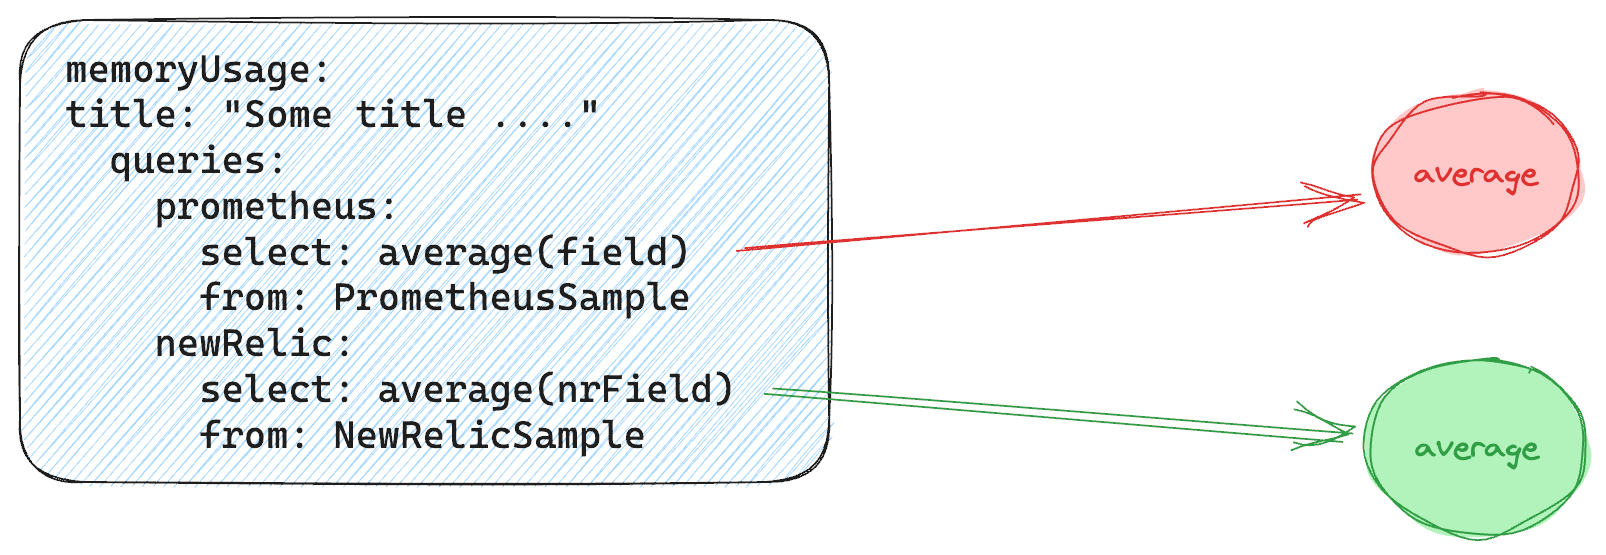 memoryUsage:
title: "Some title ...."
  queries:
    prometheus:
      select: average(field)
      from: PrometheusSample
    newRelic:
      select: average(nrField)
      from: NewRelicSample
average
average